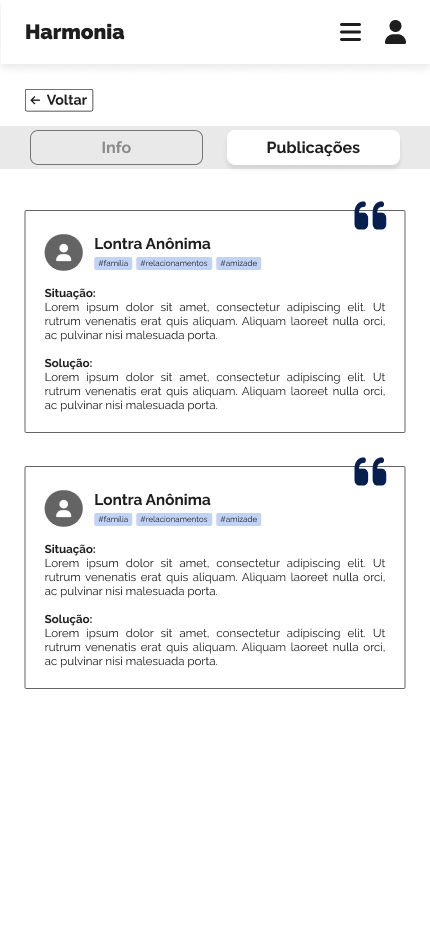 Harmonia
← Voltar
Info
Publicações
Lontra Anônima
#família #relacionamentos #amizade
Situação:
Lorem ipsum dolor sit amet, consectetur adipiscing elit. Ut
rutrum venenatis erat quis aliquam. Aliquam laoreet nulla orci,
ac pulvinar nisi malesuada porta.
Solução:
Lorem ipsum dolor sit amet, consectetur adipiscing elit. Ut
rutrum venenatis erat quis aliquam. Aliquam laoreet nulla orci,
ac pulvinar nisi malesuada porta.
Lontra Anônima
#família #relacionamentos #amizade
Situação:
Lorem ipsum dolor sit amet, consectetur adipiscing elit. Ut
rutrum venenatis erat quis aliquam. Aliquam laoreet nulla orci,
ac pulvinar nisi malesuada porta.
Solução:
Lorem ipsum dolor sit amet, consectetur adipiscing elit. Ut
rutrum venenatis erat quis aliquam. Aliquam laoreet nulla orci,
ac pulvinar nisi malesuada porta.